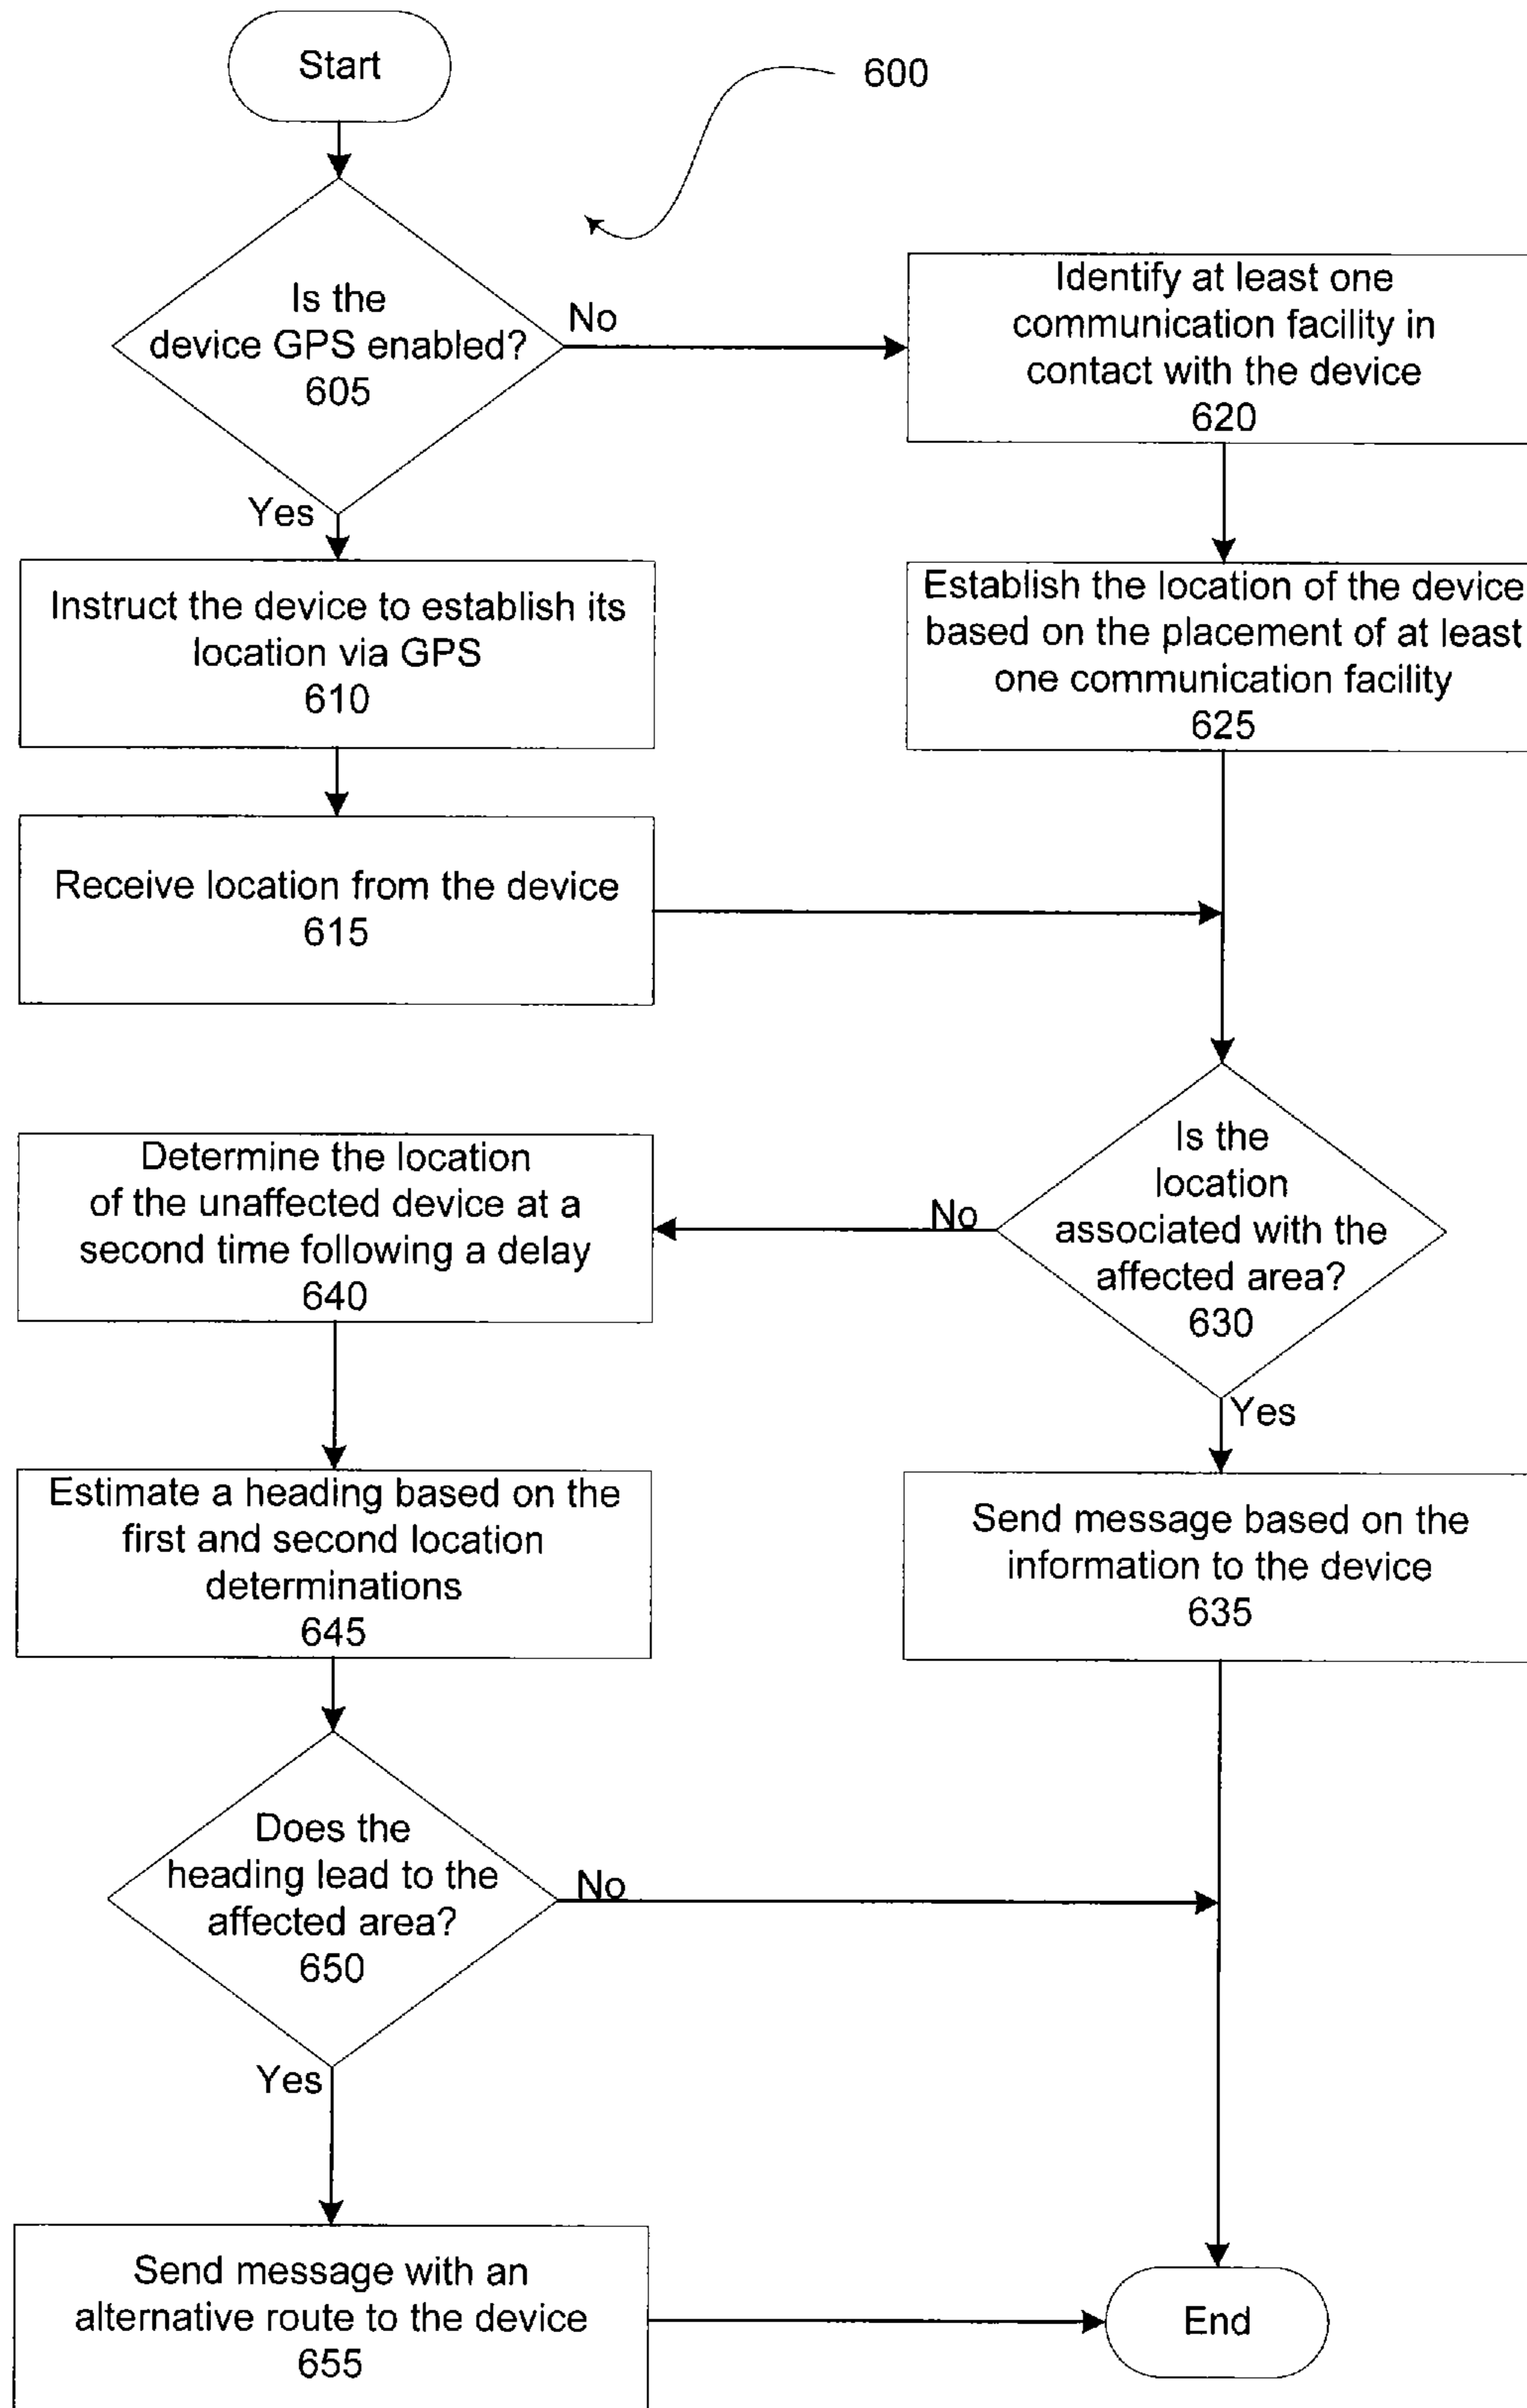 Start
600
Is the
device GPS enabled?
605
No
Yes
Identify at least one
communication facility in
contact with the device
620
Instruct the device to establish its
location via GPS
610
Establish the location of the device
based on the placement of at least
one communication facility
625
Receive location from the device
615
Is the
location
associated with the
affected area?
630
No
Yes
Determine the location
of the unaffected device at a
second time following a delay
640
Estimate a heading based on the
first and second location
determinations
645
Send message based on the
information to the device
635
Does the
heading lead to the
affected area?
650
No
Yes
Send message with an
alternative route to the device
655
End